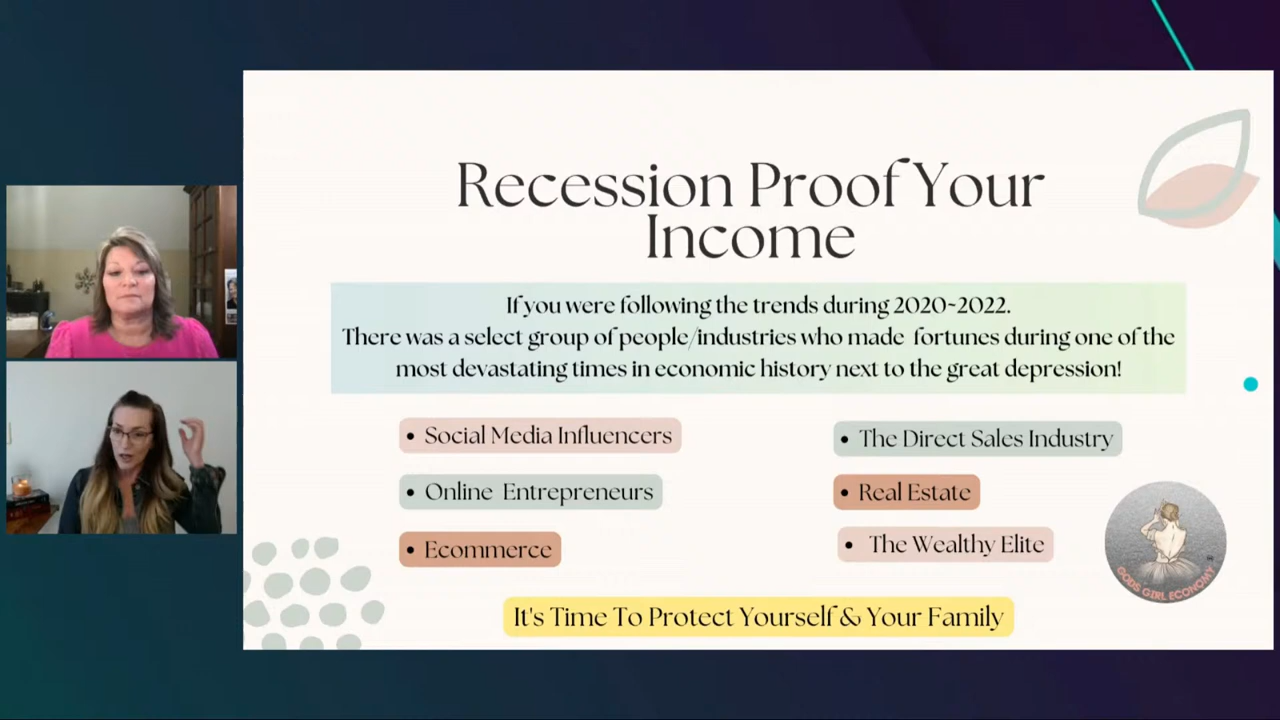 Recession Proof Your
Income
If you were following the trends during 2020-2022.
There was a select group of people/industries who made fortunes during one of the
most devastating times in economic history next to the great depression!
• Social Media Influencers
• Online Entrepreneurs
• Ecommerce
• The Direct Sales Industry
• Real Estate
• The Wealthy Elite
GODS GIRL ECONOMY
It's Time To Protect Yourself & Your Family